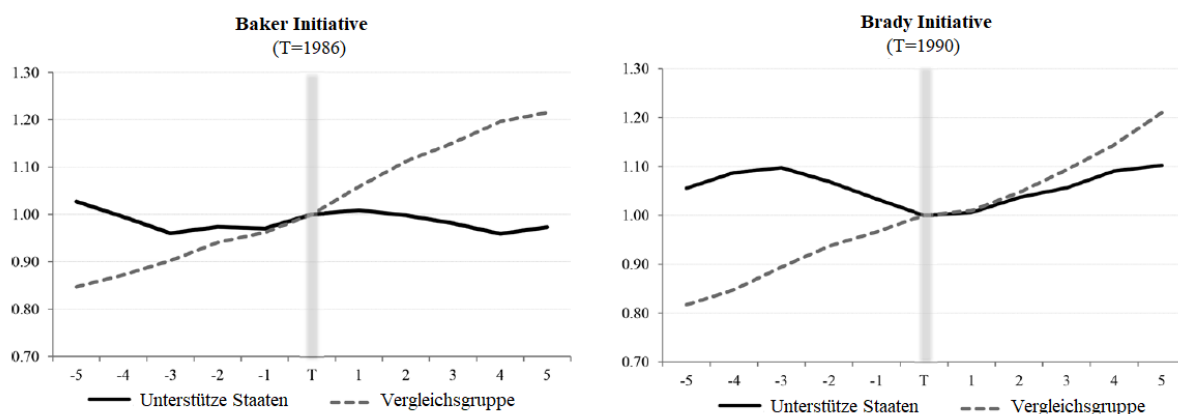 Baker Initiative
(T=1986)
1.30
1.20
1.10
1.00
0.90
0.80
0.70
-5 -4 -3 -2 -1 T 1 2 3 4 5
Unterstütze Staaten Vergleichsgruppe
Brady Initiative
(T=1990)
1.30
1.20
1.10
1.00
0.90
0.80
0.70
-5 -4 -3 -2 -1 T 1 2 3 4 5
Unterstütze Staaten Vergleichsgruppe